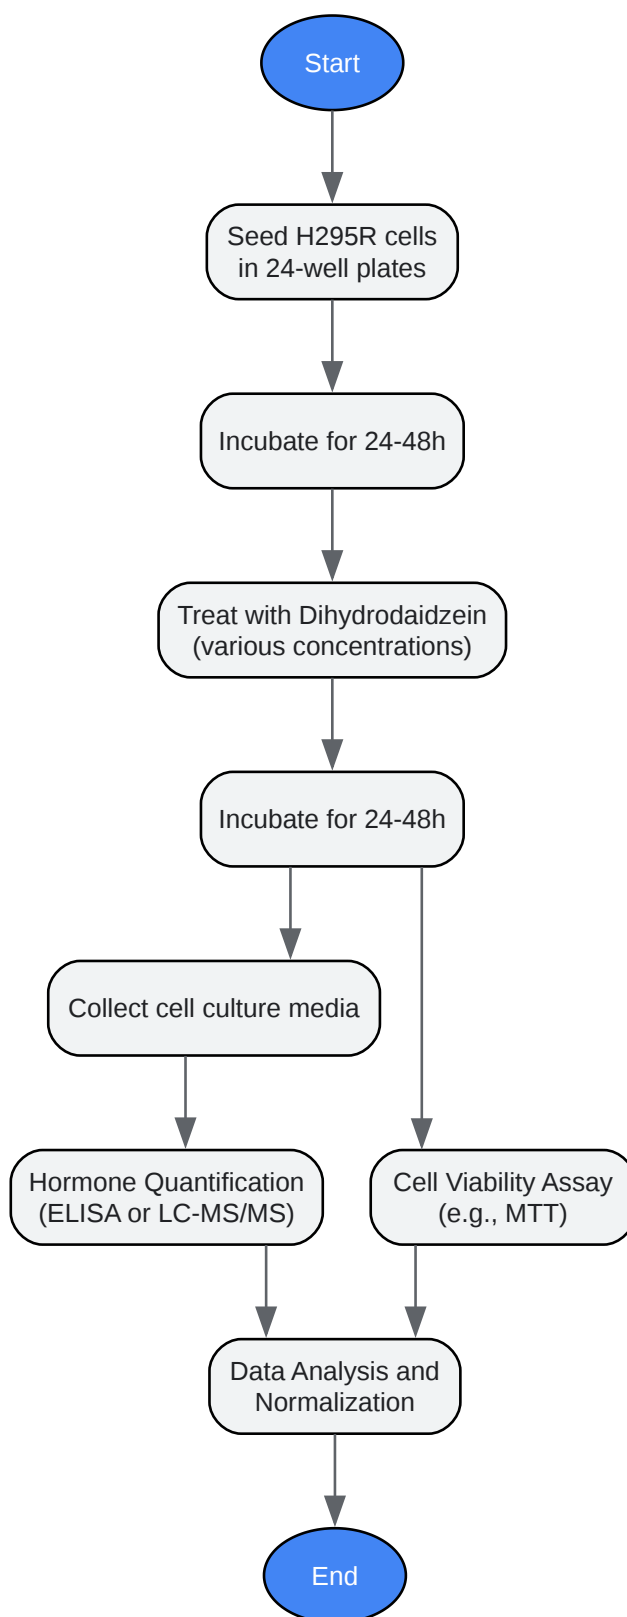 Start
Seed H295R cells
in 24-well plates
Incubate for 24-48h
Treat with Dihydrodaidzein
(various concentrations)
Incubate for 24-48h
Collect cell culture media
Hormone Quantification
(ELISA or LC-MS/MS)
Cell Viability Assay
(e.g., MTT)
Data Analysis and
Normalization
End